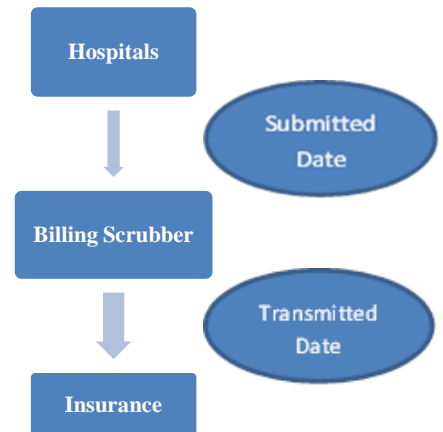 Hospitals
Submitted
Date
Billing Scrubber
Transmitted
Date
Insurance